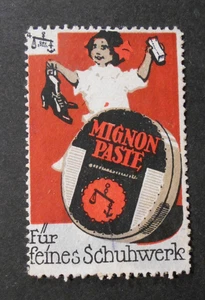 MIGNON
PASTE
Für
feines Schuhwerk